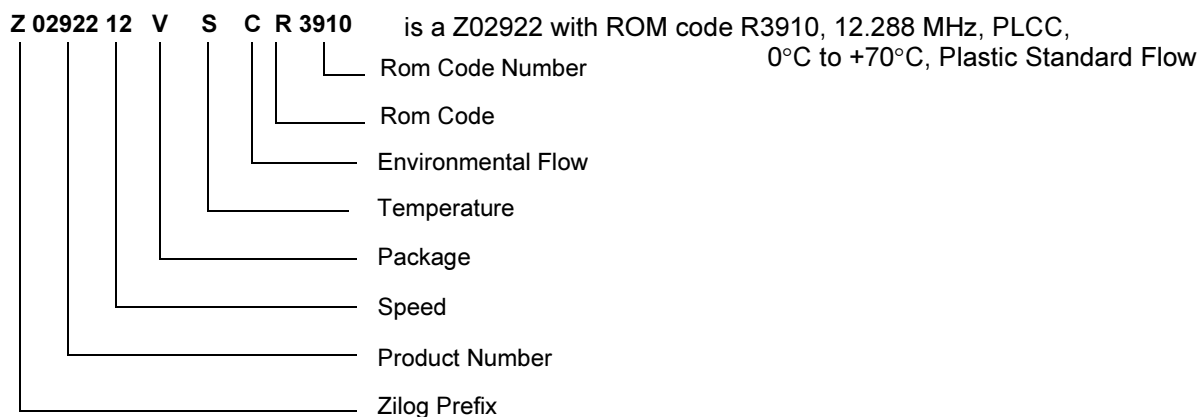 Z 02922 12 V S C R 3910 is a Z02922 with ROM code R3910, 12.288 MHz, PLCC,
0°C to +70°C, Plastic Standard Flow
Rom Code Number
Rom Code
Environmental Flow
Temperature
Package
Speed
Product Number
Zilog Prefix